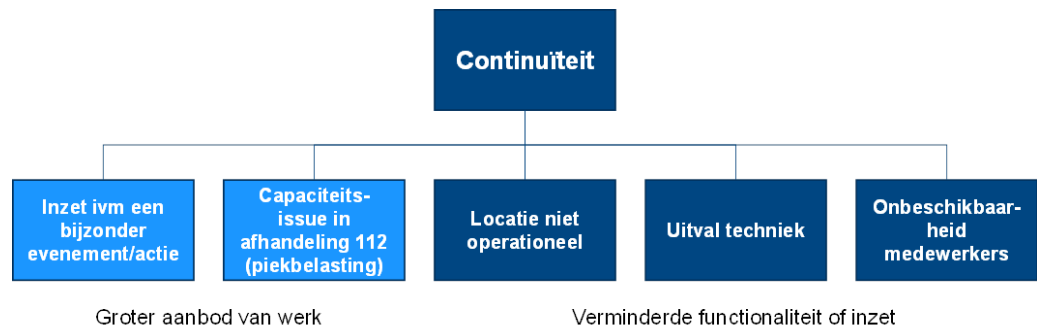 Continuïteit
Inzet ivm een
bijzonder
evenement/actie
Capaciteits-
issue in
afhandeling 112
(piekbelasting)
Locatie niet
operationeel
Uitval techniek
Onbeschikbaar-
heid
medewerkers
Groter aanbod van werk
Verminderde functionaliteit of inzet